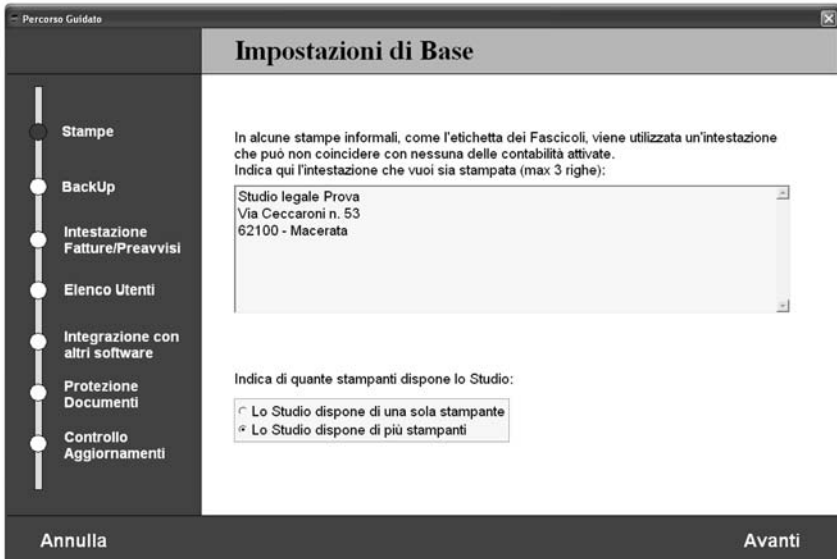 Percorso Guidato
Impostazioni di Base
Stampe
BackUp
Intestazione
Fatture/Preavvisi
Elenco Utenti
Integrazione con
altri software
Protezione
Documenti
Controllo
Aggiornamenti
In alcune stampe informali, come l'etichetta dei Fascicoli, viene utilizzata un'intestazione
che può non coincidere con nessuna delle contabilità attivate.
Indica qui l'intestazione che vuoi sia stampata (max 3 righe):
Studio legale Prova
Via Ceccaroni n. 53
62100 - Macerata
Indica di quante stampanti dispone lo Studio:
Lo Studio dispone di una sola stampante
Lo Studio dispone di più stampanti
Annulla
Avanti